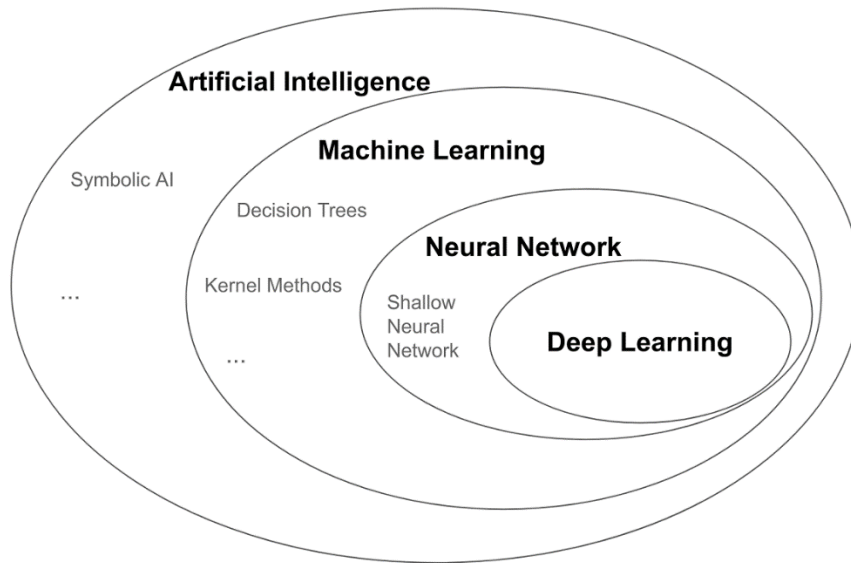 Artificial Intelligence
Machine Learning
Symbolic AI
Decision Trees
Neural Network
Kernel Methods
...
Shallow
Neural
Network
Deep Learning
...